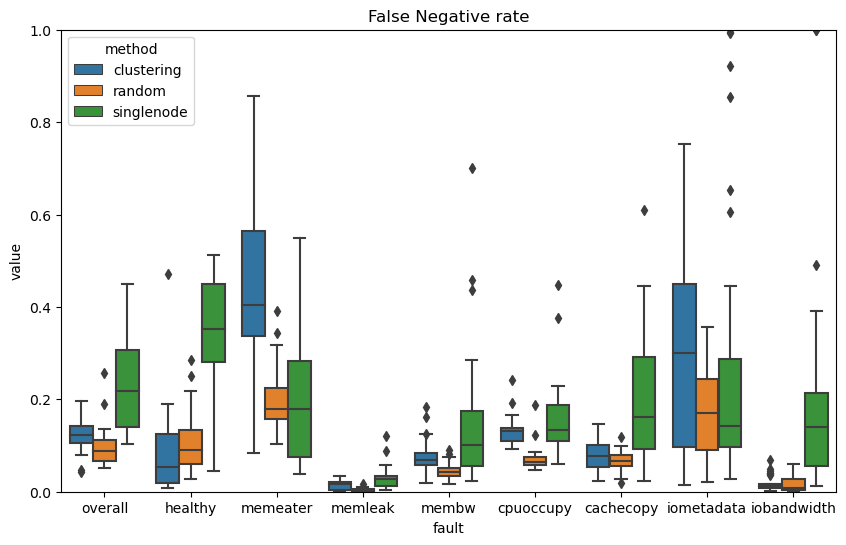 False Negative rate
method
clustering
random
singlenode
1.0
0.8
0.6
0.4
0.2
0.0
value
overall healthy memeater memleak membw cpuoccupy cachecopy iometadata iobandwidth
fault